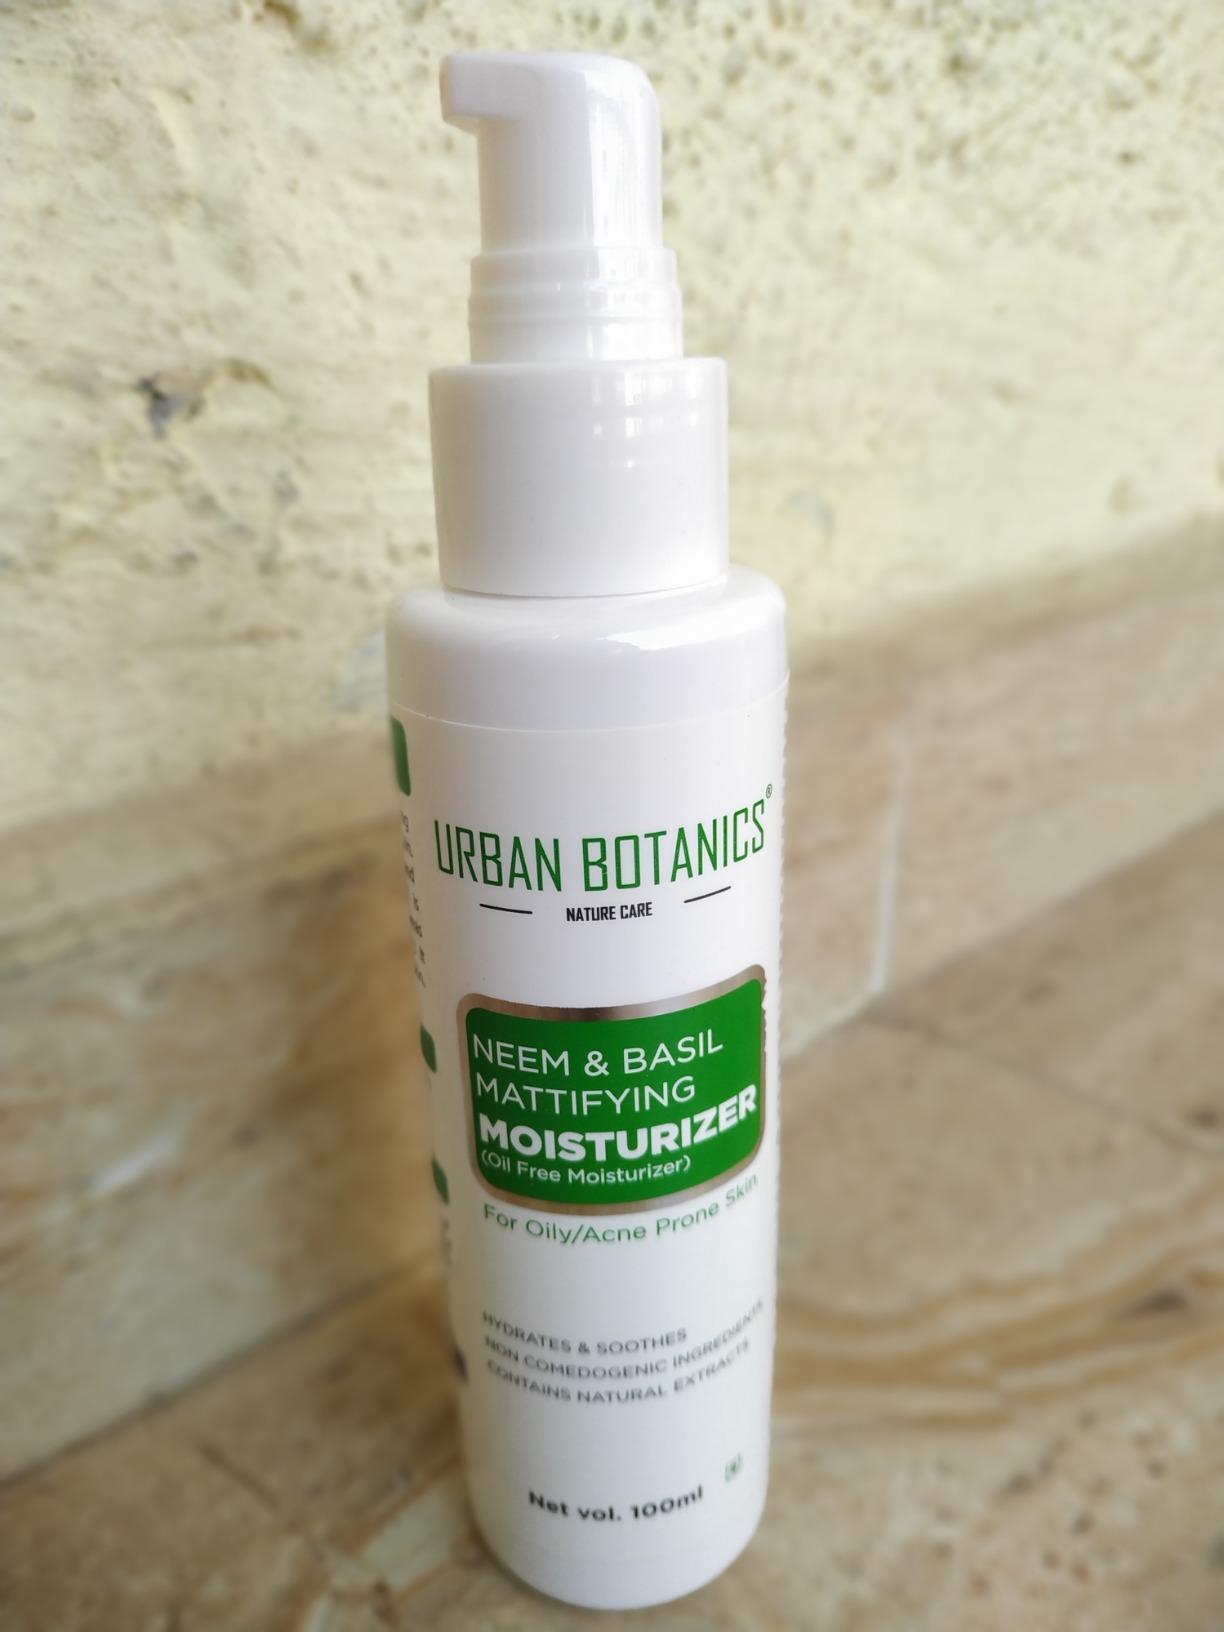 URBAN BOTANICS®
NATURE CARE
NEEM & BASIL
MATTIFYING
MOISTURIZER
(Oil Free Moisturizer)
For Oily/Acne Prone Skin
HYDRATES & SOOTHES
NON COMEDOGENIC INGREDIENTS
CONTAINS NATURAL EXTRACTS
Net vol. 100ml